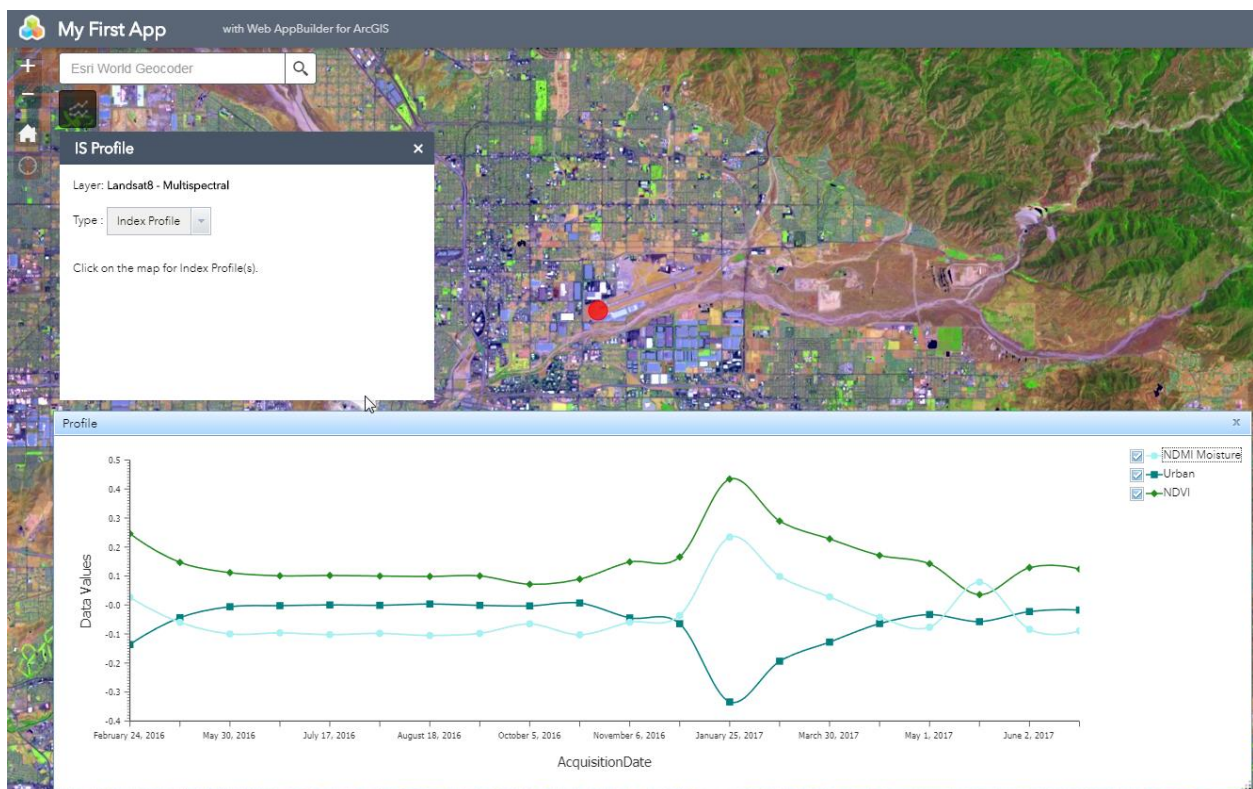 My First App
with Web AppBuilder for ArcGIS
Esri World Geocoder
IS Profile
Layer: Landsat8 - Multispectral
Type : Index Profile
Click on the map for Index Profile(s).
Profile
NDMI Moisture
Urban
NDVI
0.5
0.4
0.3
0.2
0.1
-0.0
-0.1
-0.2
-0.3
-0.4
Data Values
February 24, 2016 May 30, 2016 July 17, 2016 August 18, 2016 October 5, 2016 November 6, 2016 January 25, 2017 March 30, 2017 May 1, 2017 June 2, 2017
AcquisitionDate